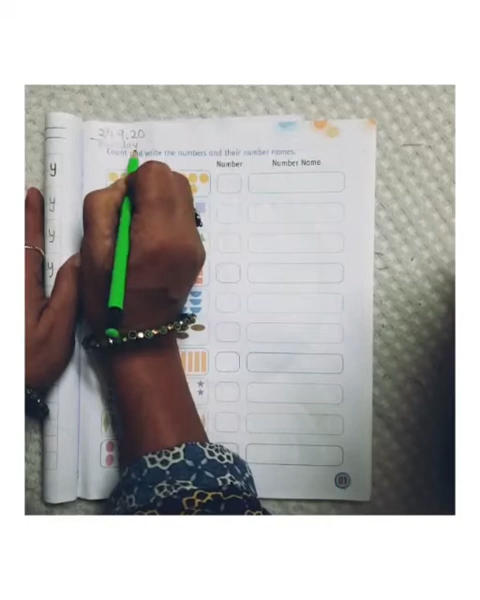 24.9.20
Count and write the numbers and their number names.
Number Number Name
y
y
y
y